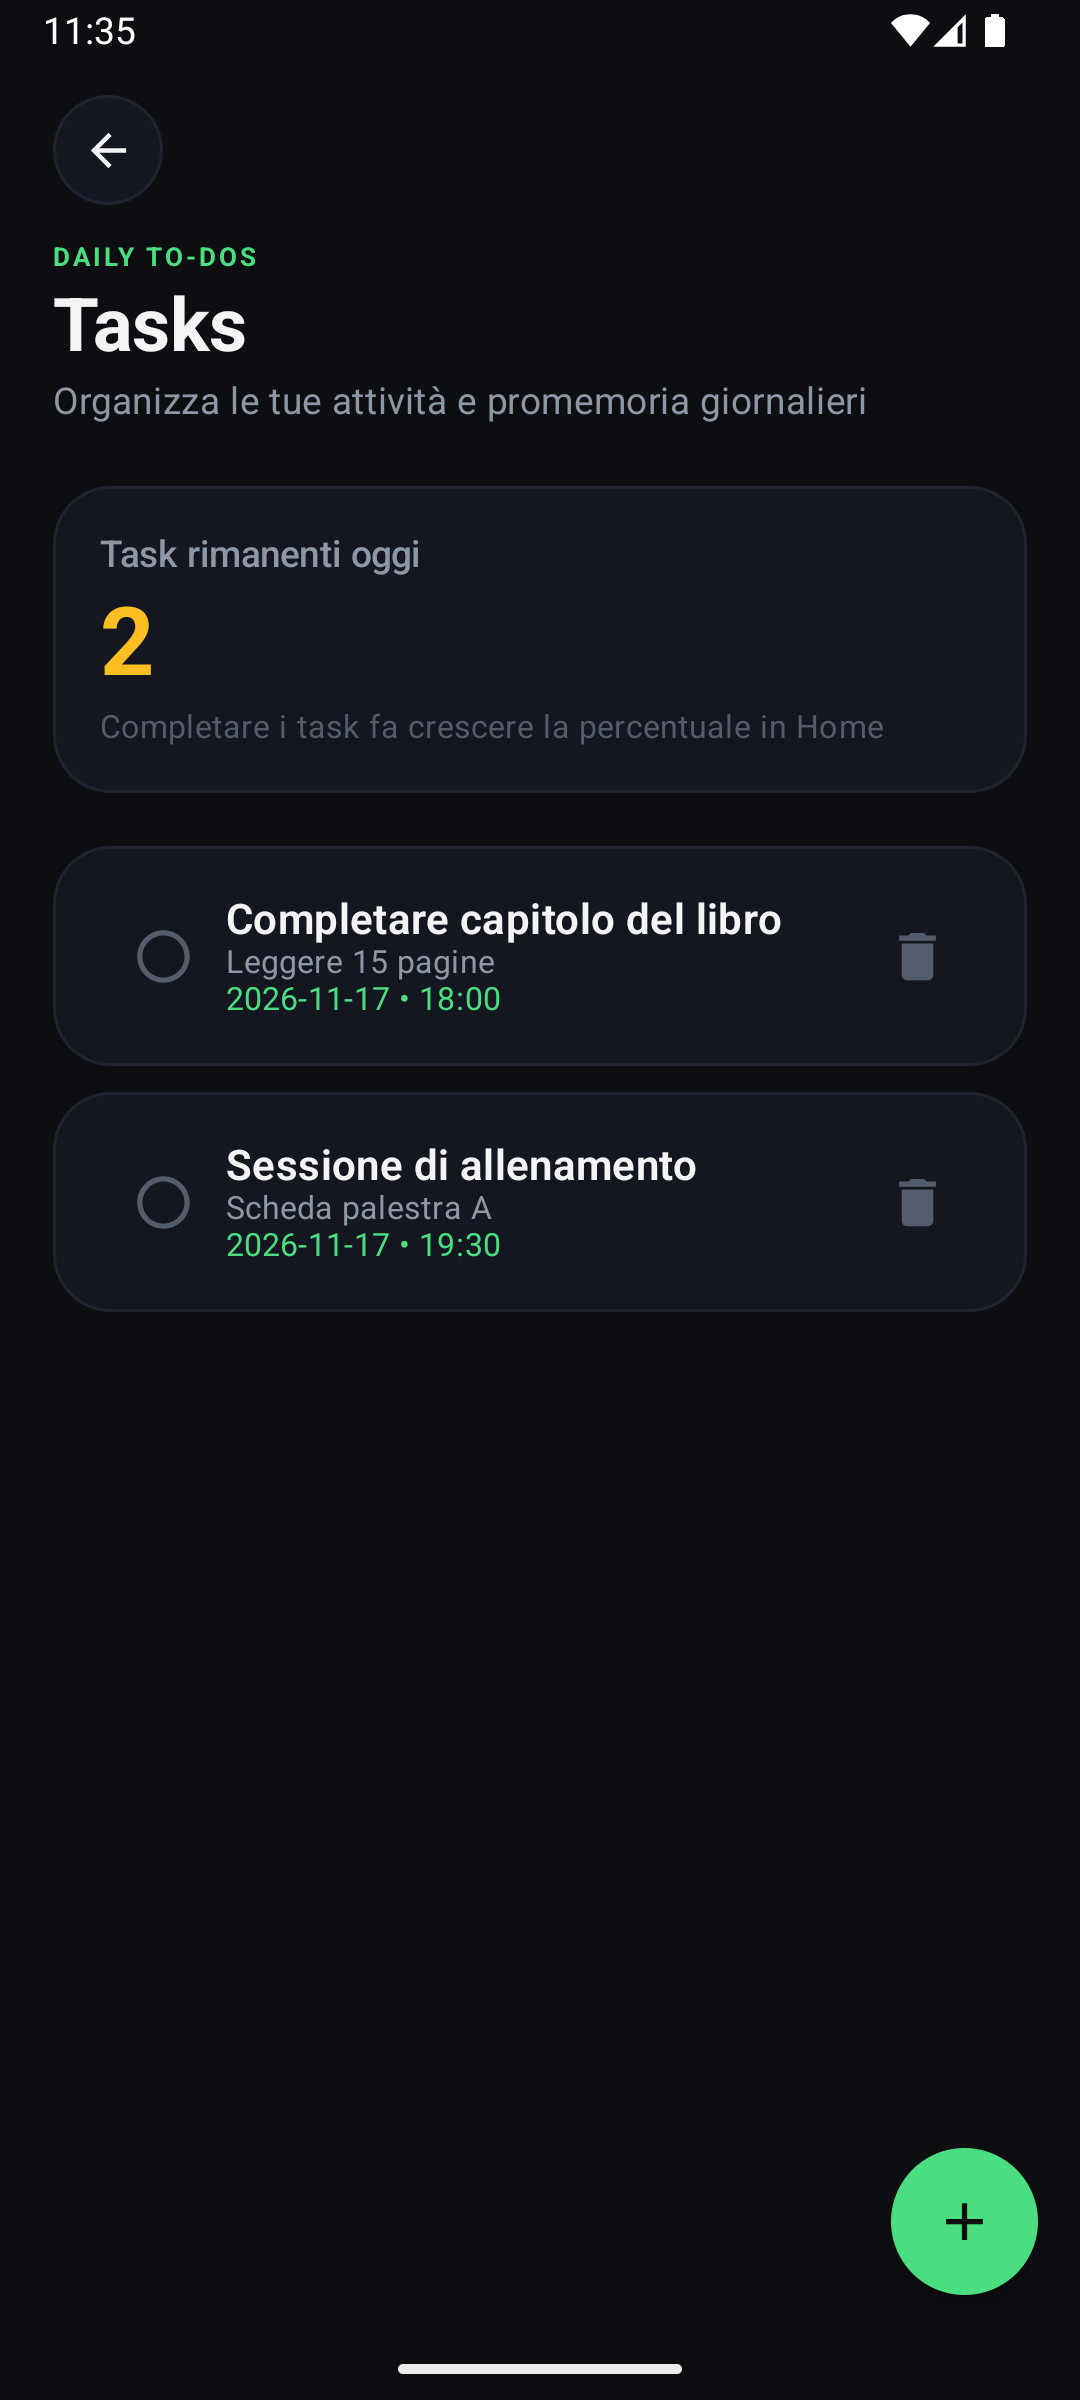 11:35
DAILY TO-DOS
Tasks
Organizza le tue attività e promemoria giornalieri
Task rimanenti oggi
2
Completare i task fa crescere la percentuale in Home
Completare capitolo del libro
Leggere 15 pagine
2026-11-17 • 18:00
Sessione di allenamento
Scheda palestra A
2026-11-17 • 19:30